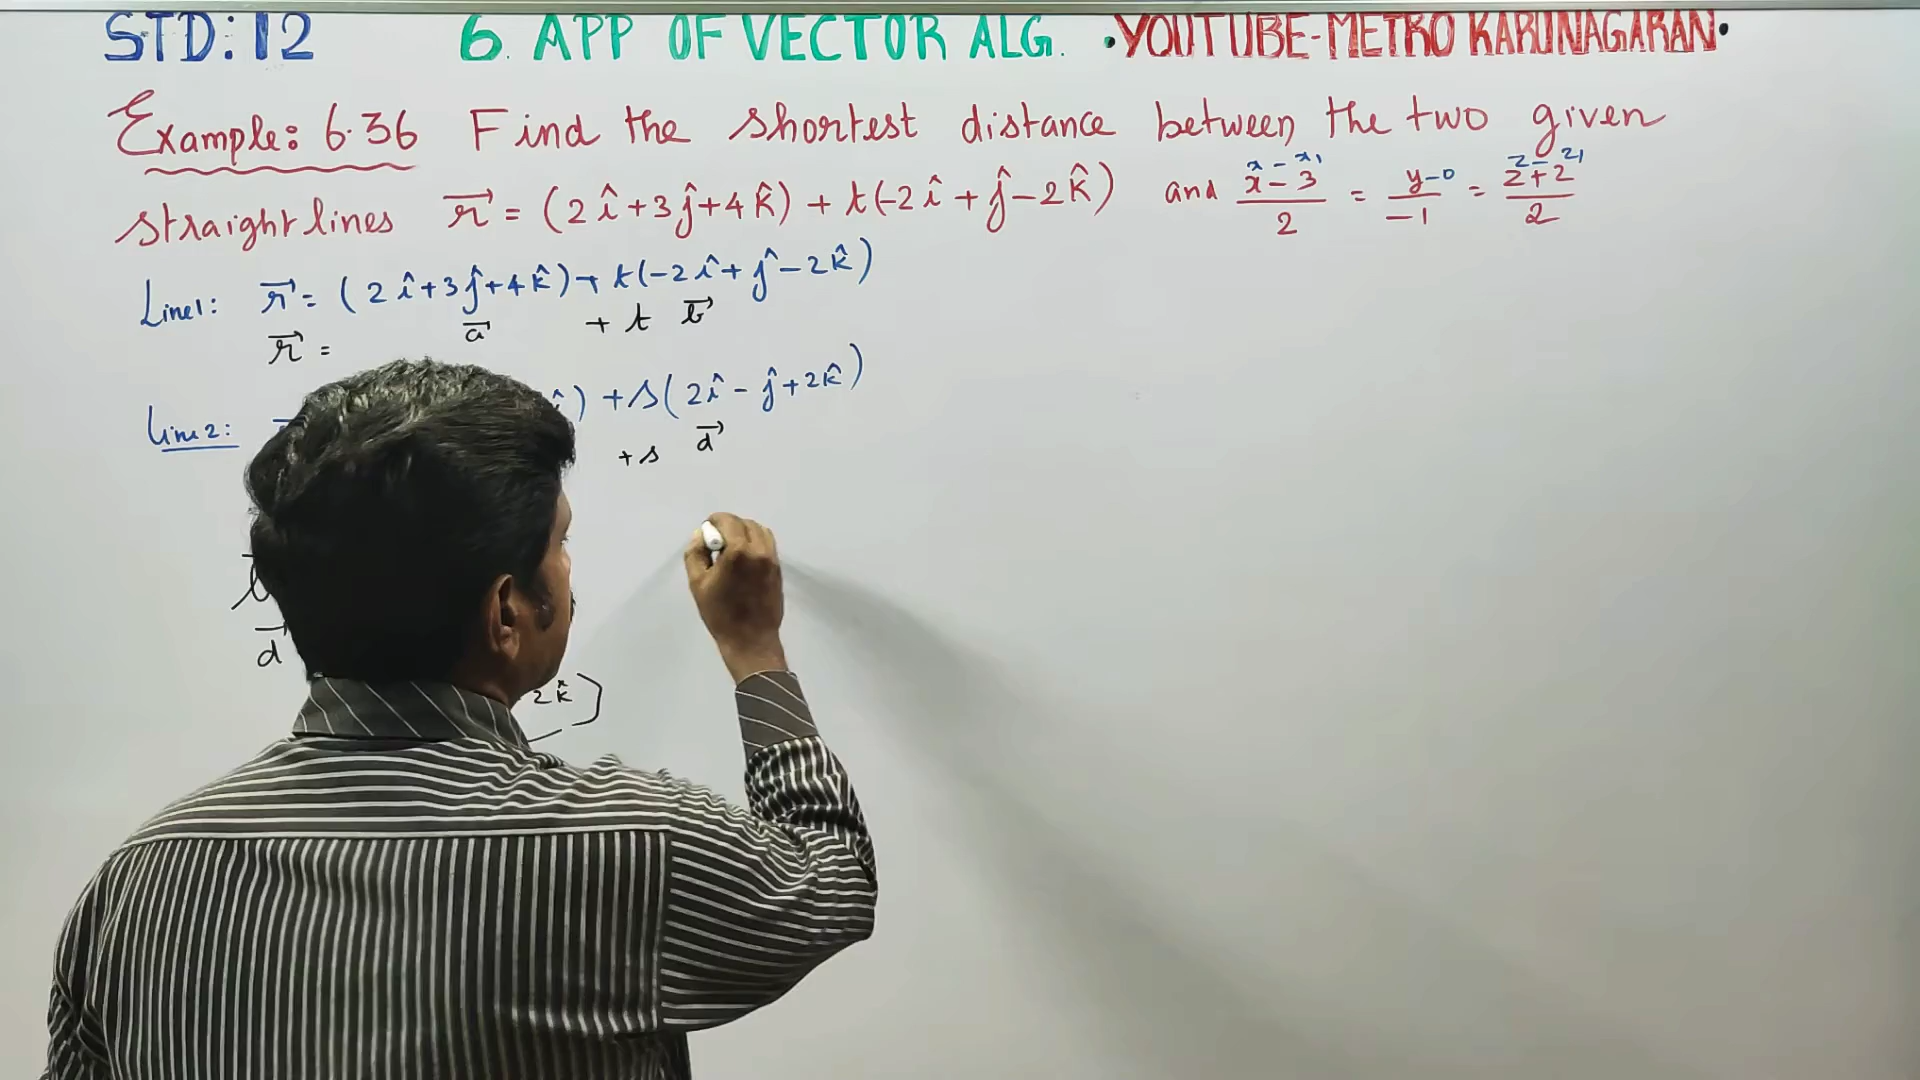 STD:12 6. APP OF VECTOR ALG. •YOUTUBE-METRO KARUNAGARAN•
Example: 6.36 Find the shortest distance between the two given
straight lines r⃗ = (2î+3ĵ+4k̂) + t(-2î+ĵ-2k̂) and (x-3)/2 = y/-1 = (z+2)/2
x - x₁ -0 z - z₁
Line1: r⃗ = (2î+3ĵ+4k̂)+t(-2î+ĵ-2k̂)
r⃗ = a⃗ + t b⃗
Line2: ) +s(2î-ĵ+2k̂)
+s d⃗
d
2k̂)